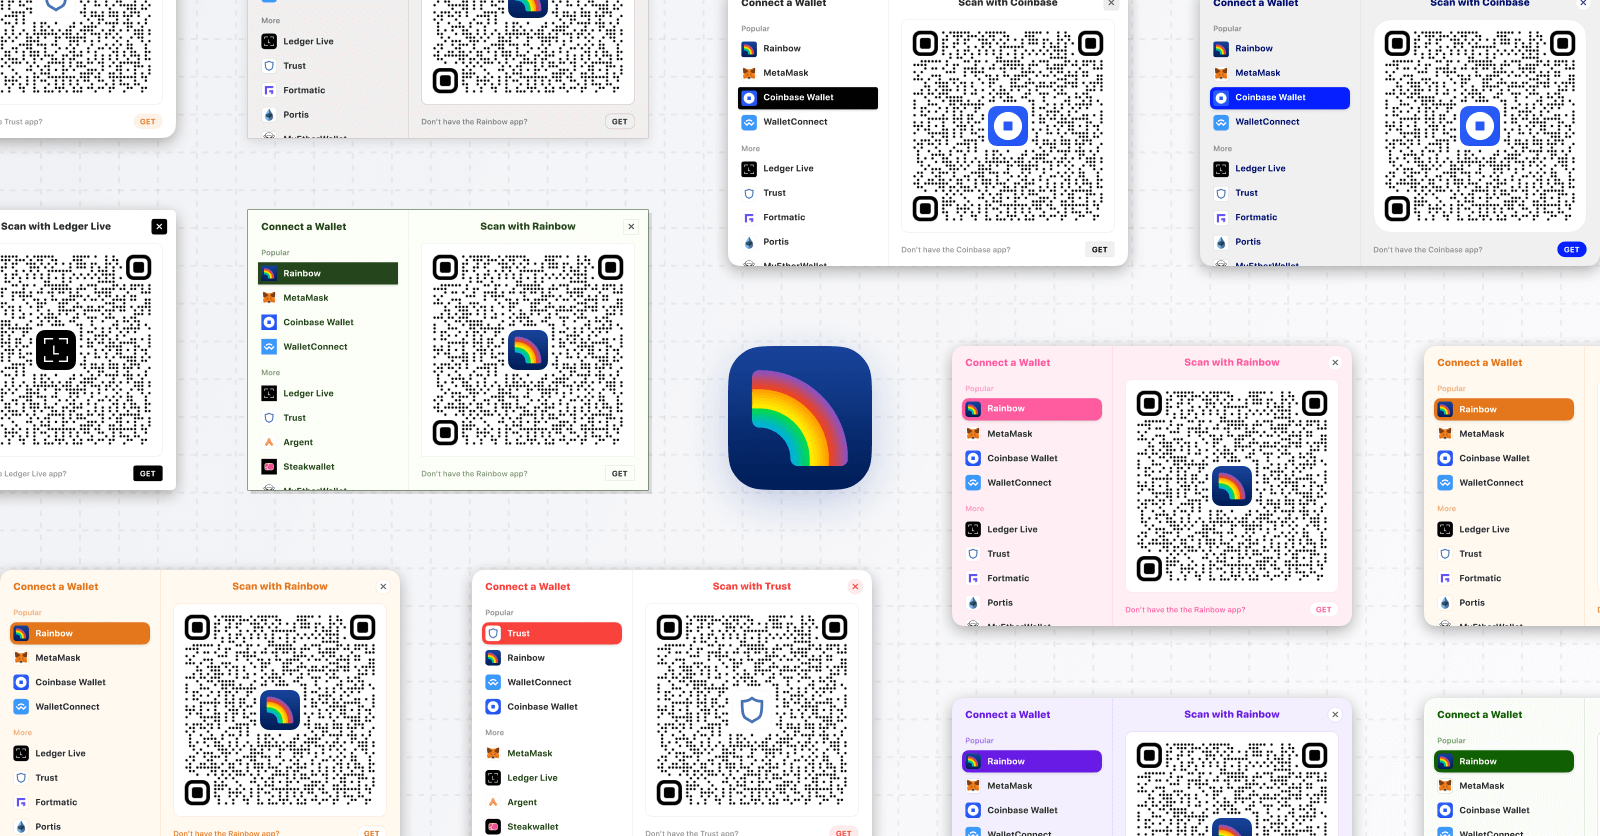 More
Ledger Live
Trust
Fortmatic
Portis
MyEtherWallet
Trust app?
GET
Don't have the Rainbow app?
GET
Connect a Wallet
Scan with Coinbase
Popular
Rainbow
MetaMask
Coinbase Wallet
WalletConnect
More
Ledger Live
Trust
Fortmatic
Portis
MyEtherWallet
Don't have the Coinbase app?
GET
Connect a Wallet
Scan with Coinbase
Popular
Rainbow
MetaMask
Coinbase Wallet
WalletConnect
More
Ledger Live
Trust
Fortmatic
Portis
MyEtherWallet
Don't have the Coinbase app?
GET
Scan with Ledger Live
Ledger Live app?
GET
Connect a Wallet
Scan with Rainbow
Popular
Rainbow
MetaMask
Coinbase Wallet
WalletConnect
More
Ledger Live
Trust
Argent
Steakwallet
MyEtherWallet
Don't have the Rainbow app?
GET
Connect a Wallet
Scan with Rainbow
Popular
Rainbow
MetaMask
Coinbase Wallet
WalletConnect
More
Ledger Live
Trust
Fortmatic
Portis
MyEtherWallet
Don't have the the Rainbow app?
GET
Connect a Wallet
Popular
Rainbow
MetaMask
Coinbase Wallet
WalletConnect
More
Ledger Live
Trust
Fortmatic
Portis
MyEtherWallet
Connect a Wallet
Scan with Rainbow
Popular
Rainbow
MetaMask
Coinbase Wallet
WalletConnect
More
Ledger Live
Trust
Fortmatic
Portis
Don't have the Rainbow app?
GET
Connect a Wallet
Scan with Trust
Popular
Trust
Rainbow
WalletConnect
Coinbase Wallet
More
MetaMask
Ledger Live
Argent
Steakwallet
Don't have the Trust app?
GET
Connect a Wallet
Scan with Rainbow
Popular
Rainbow
MetaMask
Coinbase Wallet
WalletConnect
Connect a Wallet
Popular
Rainbow
MetaMask
Coinbase Wallet
WalletConnect